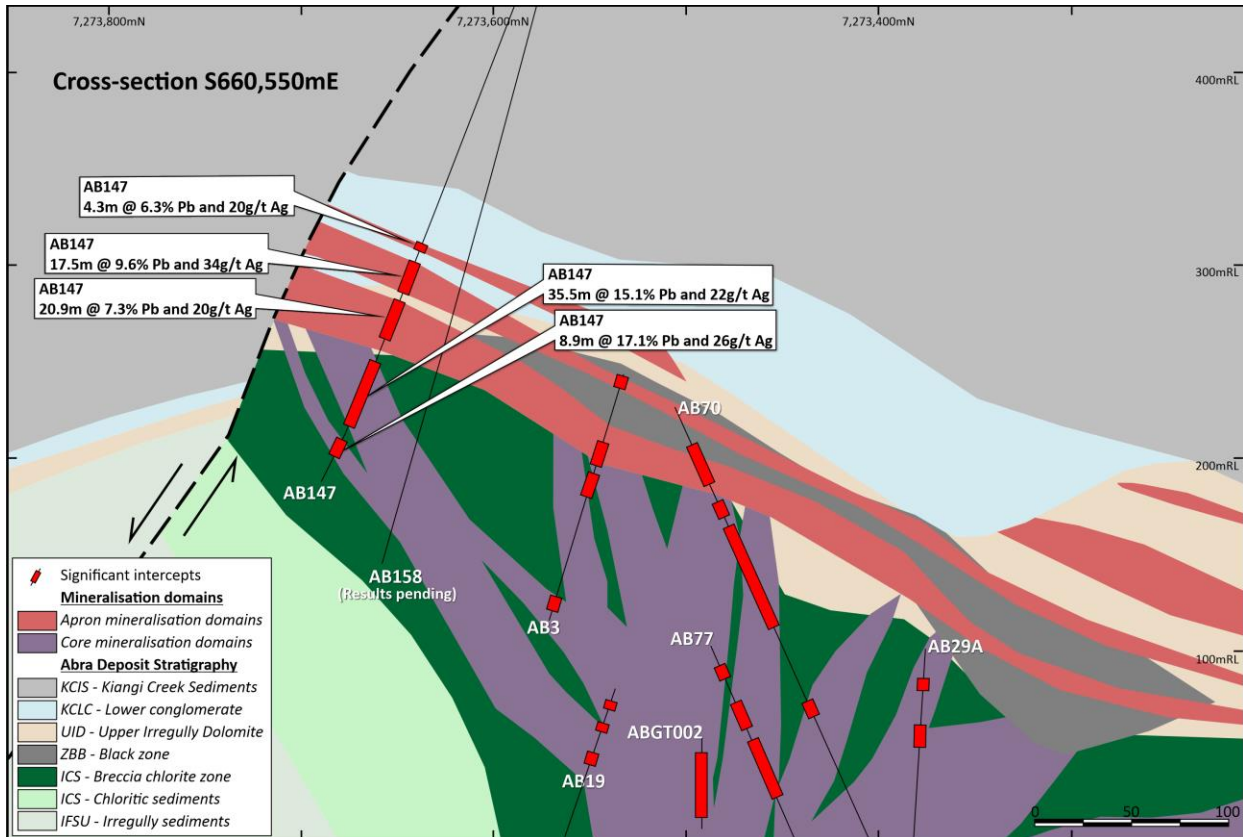 7,273,800mN
7,273,600mN
7,273,400mN
Cross-section S660,550mE
400mRL
AB147
4.3m @ 6.3% Pb and 20g/t Ag
AB147
17.5m @ 9.6% Pb and 34g/t Ag
300mRL
AB147
35.5m @ 15.1% Pb and 22g/t Ag
AB147
20.9m @ 7.3% Pb and 20g/t Ag
AB147
8.9m @ 17.1% Pb and 26g/t Ag
AB70
200mRL
AB147
AB158
(Results pending)
AB3
AB77
AB29A
100mRL
ABGT002
AB19
Significant intercepts
Mineralisation domains
Apron mineralisation domains
Core mineralisation domains
Abra Deposit Stratigraphy
KCIS - Kiangi Creek Sediments
KCLC - Lower conglomerate
UID - Upper Irregully Dolomite
ZBB - Black zone
ICS - Breccia chlorite zone
ICS - Chloritic sediments
IFSU - Irregully sediments
0 50 100